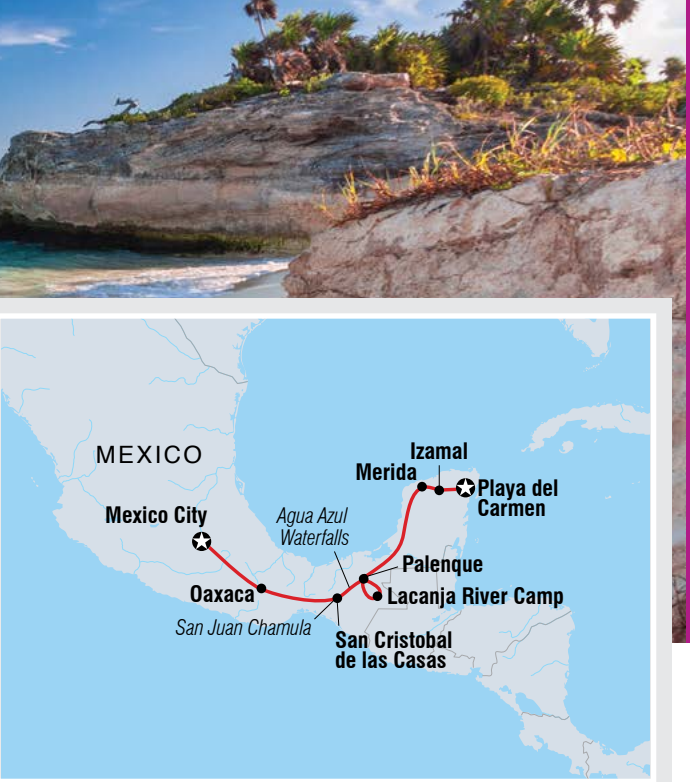 MEXICO
Izamal
Merida
Playa del
Carmen
Mexico City
Agua Azul
Waterfalls
Palenque
Oaxaca
Lacanja River Camp
San Juan Chamula
San Cristobal
de las Casas